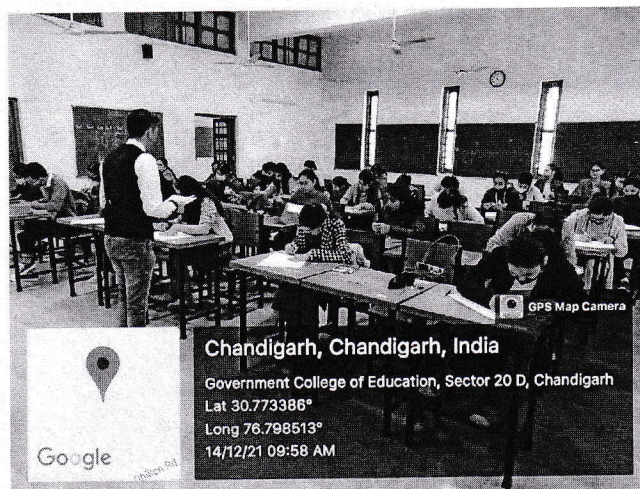 GPS Map Camera
Chandigarh, Chandigarh, India
Government College of Education, Sector 20 D, Chandigarh
Lat 30.773386°
Long 76.798513°
14/12/21 09:58 AM
Google